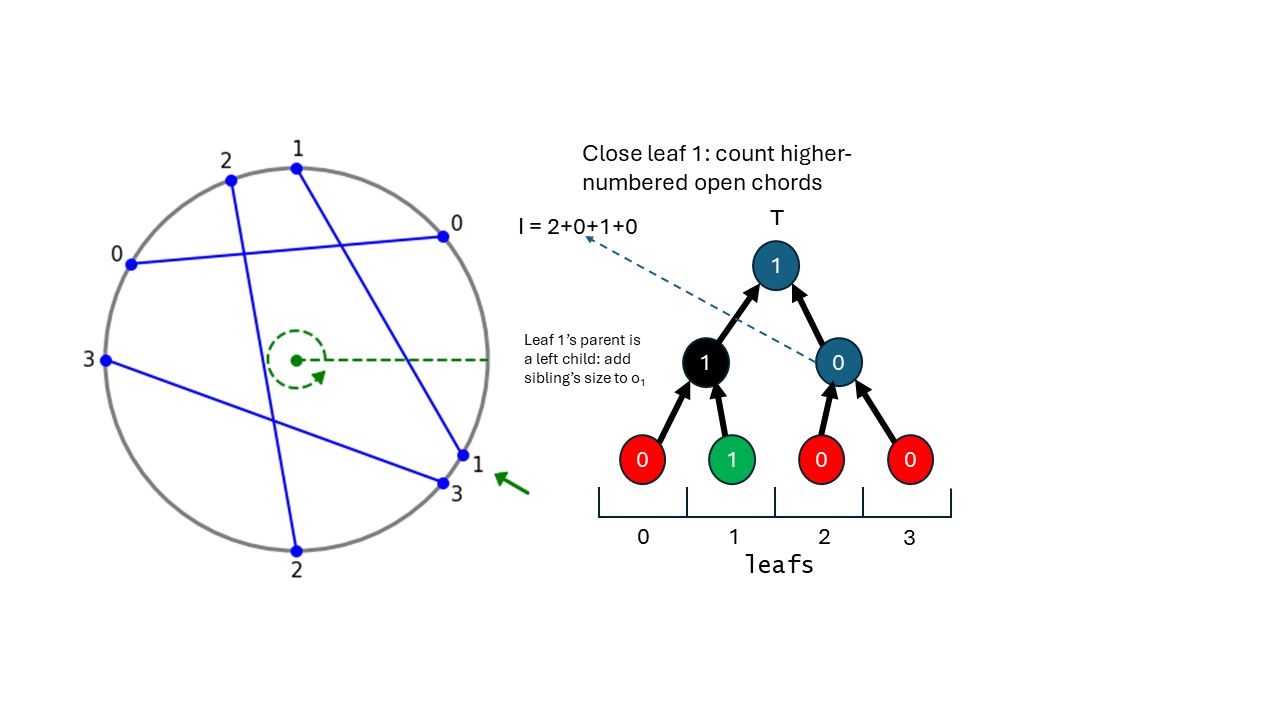 1
2
0
0
3
1
3
2
Close leaf 1: count higher-
numbered open chords
T
I = 2+0+1+0
1
Leaf 1’s parent is
a left child: add
sibling’s size to o₁
1
0
0
1
0
0
0 1 2 3
leafs